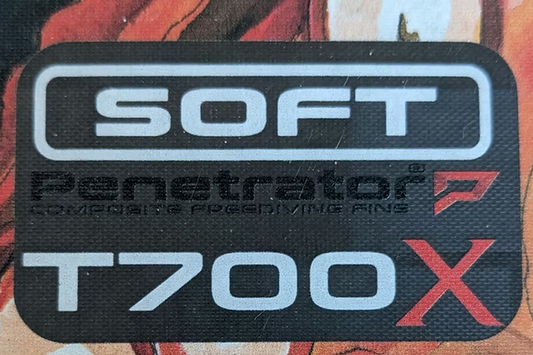 SOFT
Penetrator®
COMPOSITE FREEDIVING FINS
T700X